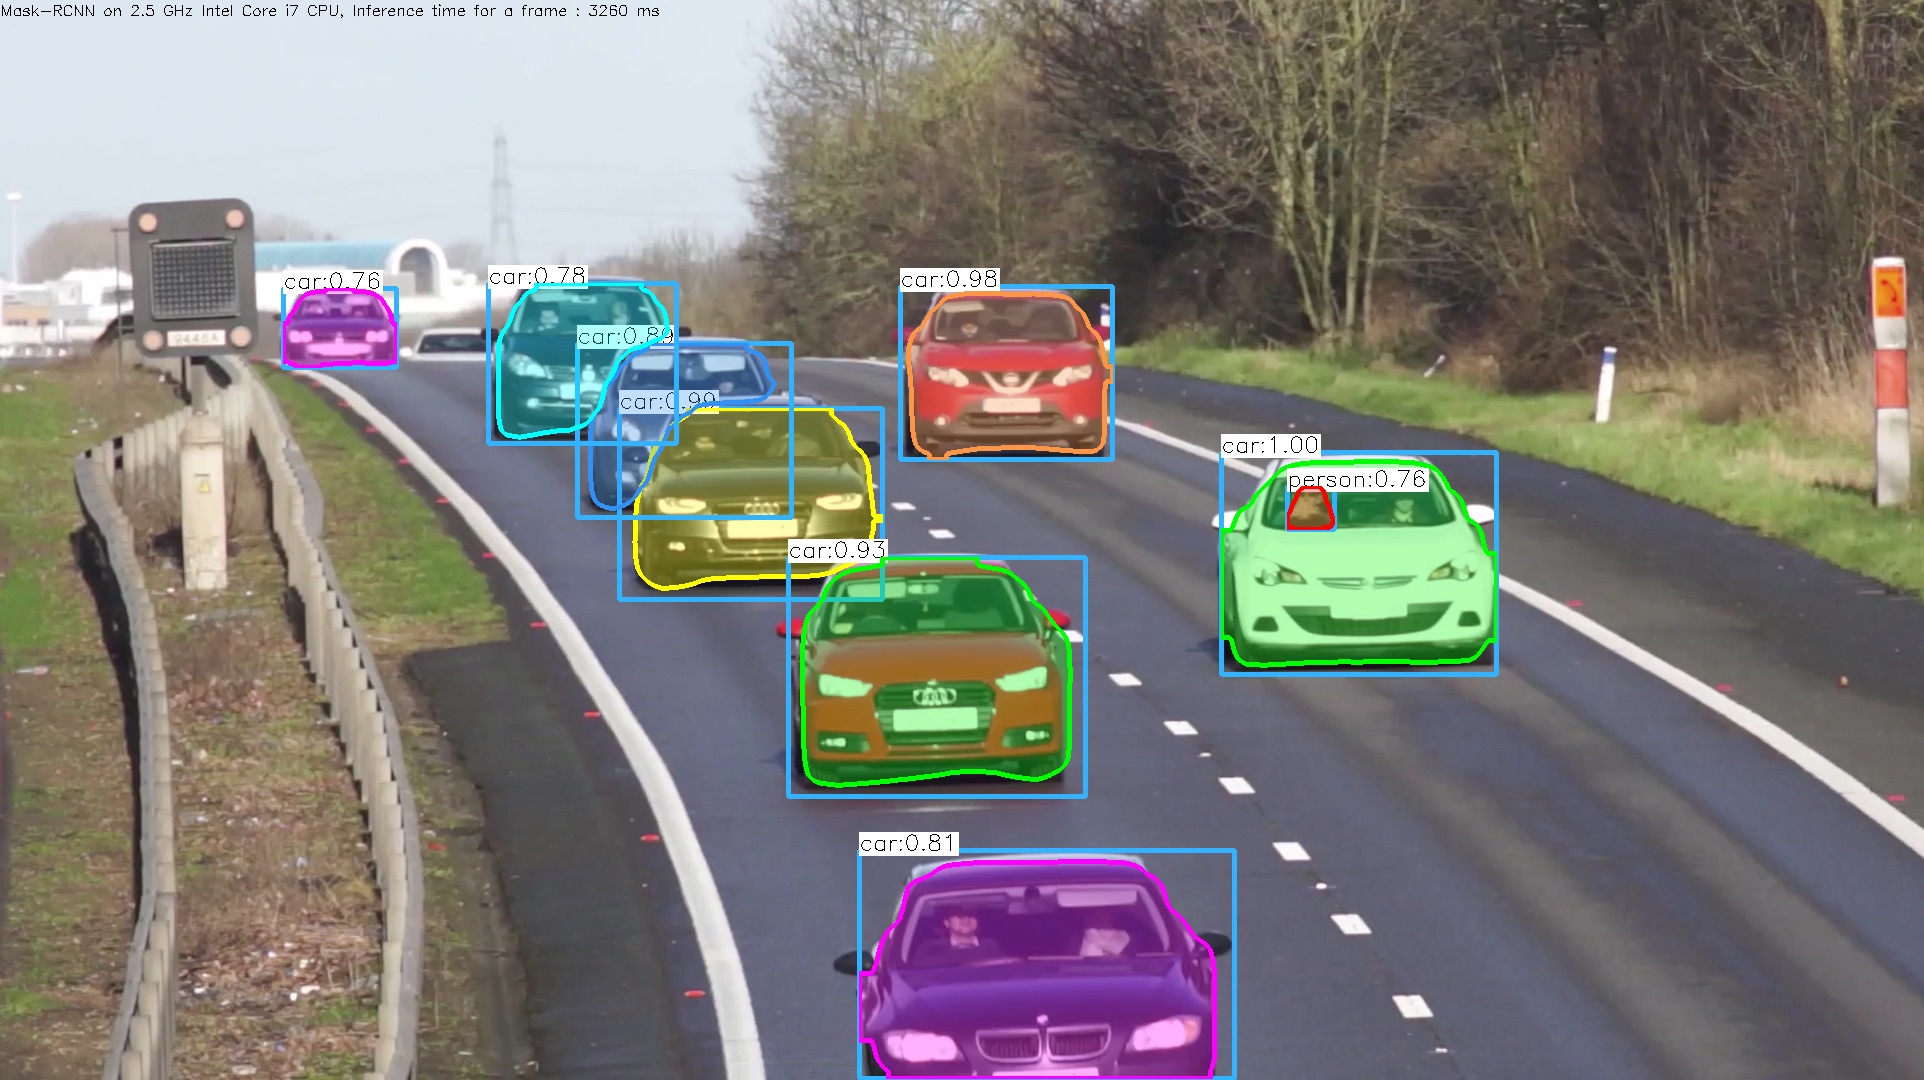 Mask-RCNN on 2.5 GHz Intel Core i7 CPU, Inference time for a frame : 3260 ms
car:0.76
car:0.78
car:0.98
car:0.89
car:0.99
car:1.00
person:0.76
car:0.93
car:0.81
9448A